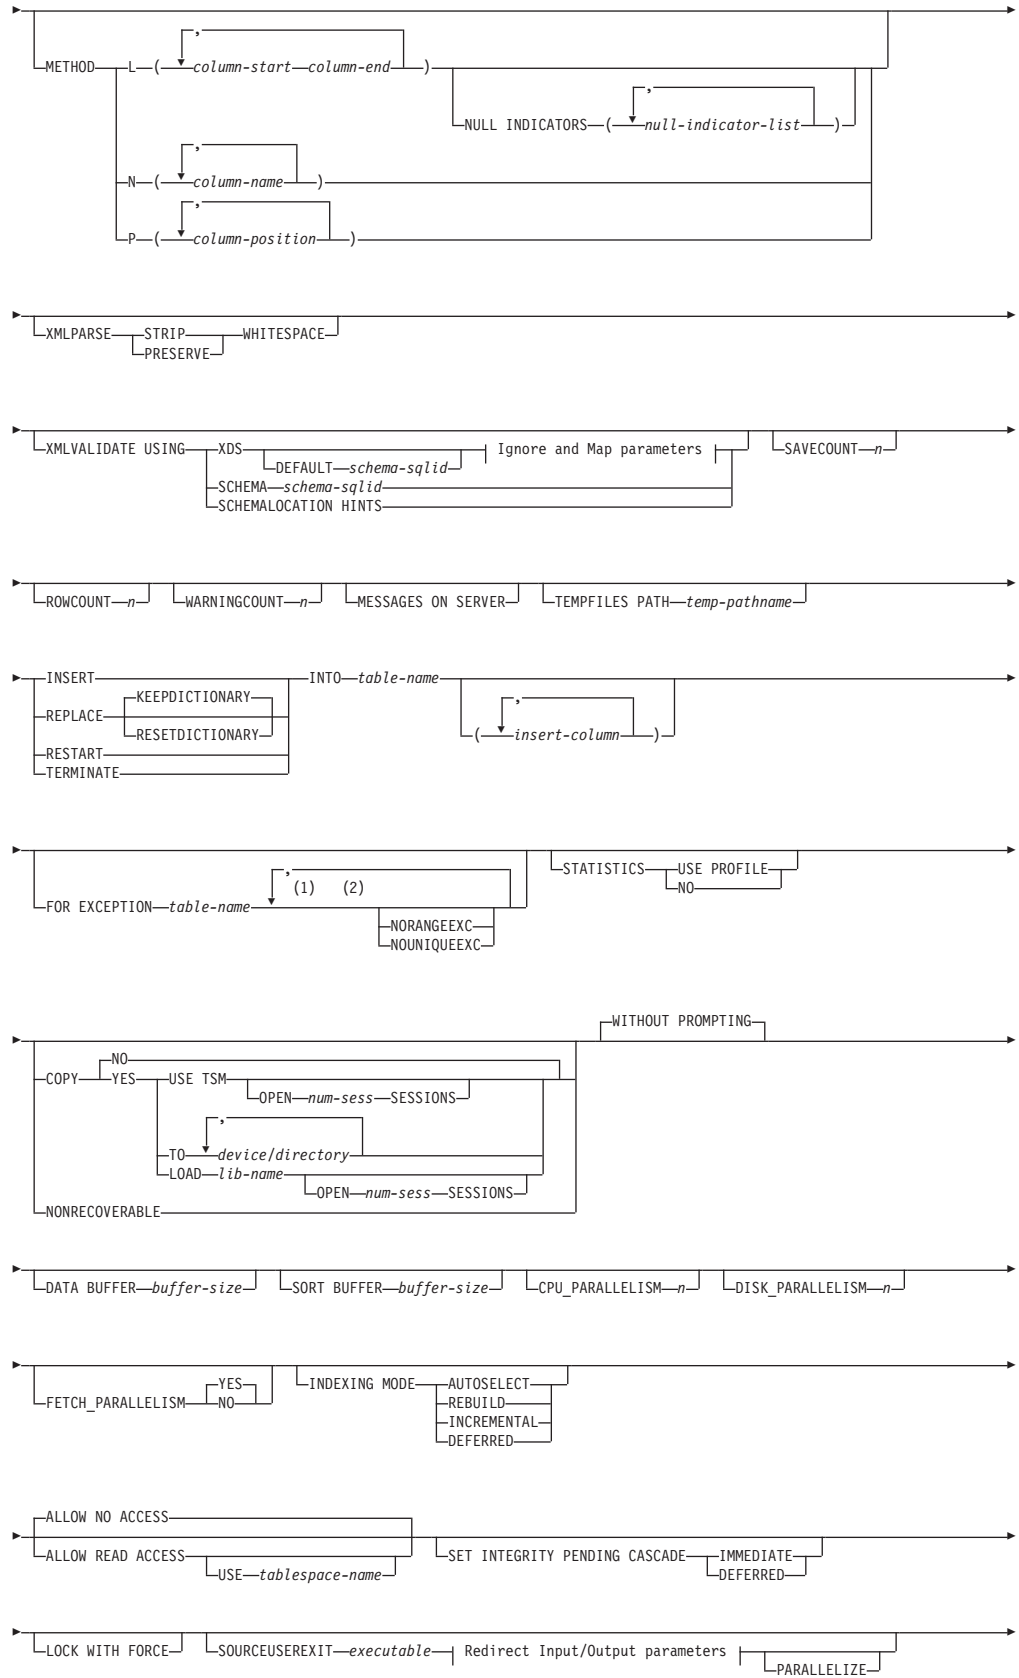 ,
METHOD L ( column-start column-end )
,
NULL INDICATORS ( null-indicator-list )
,
N ( column-name )
,
P ( column-position )
XMLPARSE STRIP WHITESPACE
PRESERVE
XMLVALIDATE USING XDS Ignore and Map parameters SAVECOUNT n
DEFAULT schema-sqlid
SCHEMA schema-sqlid
SCHEMALOCATION HINTS
ROWCOUNT n WARNINGCOUNT n MESSAGES ON SERVER TEMPFILES PATH temp-pathname
INSERT INTO table-name
KEEPDICTIONARY ,
REPLACE ( insert-column )
RESETDICTIONARY
RESTART
TERMINATE
, STATISTICS USE PROFILE
(1) (2) NO
FOR EXCEPTION table-name
NORANGEEXC
NOUNIQUEEXC
WITHOUT PROMPTING
NO
COPY YES USE TSM
OPEN num-sess SESSIONS
,
TO device/directory
LOAD lib-name
OPEN num-sess SESSIONS
NONRECOVERABLE
DATA BUFFER buffer-size SORT BUFFER buffer-size CPU_PARALLELISM n DISK_PARALLELISM n
YES INDEXING MODE AUTOSELECT
FETCH_PARALLELISM NO REBUILD
INCREMENTAL
DEFERRED
ALLOW NO ACCESS
ALLOW READ ACCESS SET INTEGRITY PENDING CASCADE IMMEDIATE
USE tablespace-name DEFERRED
LOCK WITH FORCE SOURCEUSEREXIT executable Redirect Input/Output parameters
PARALLELIZE